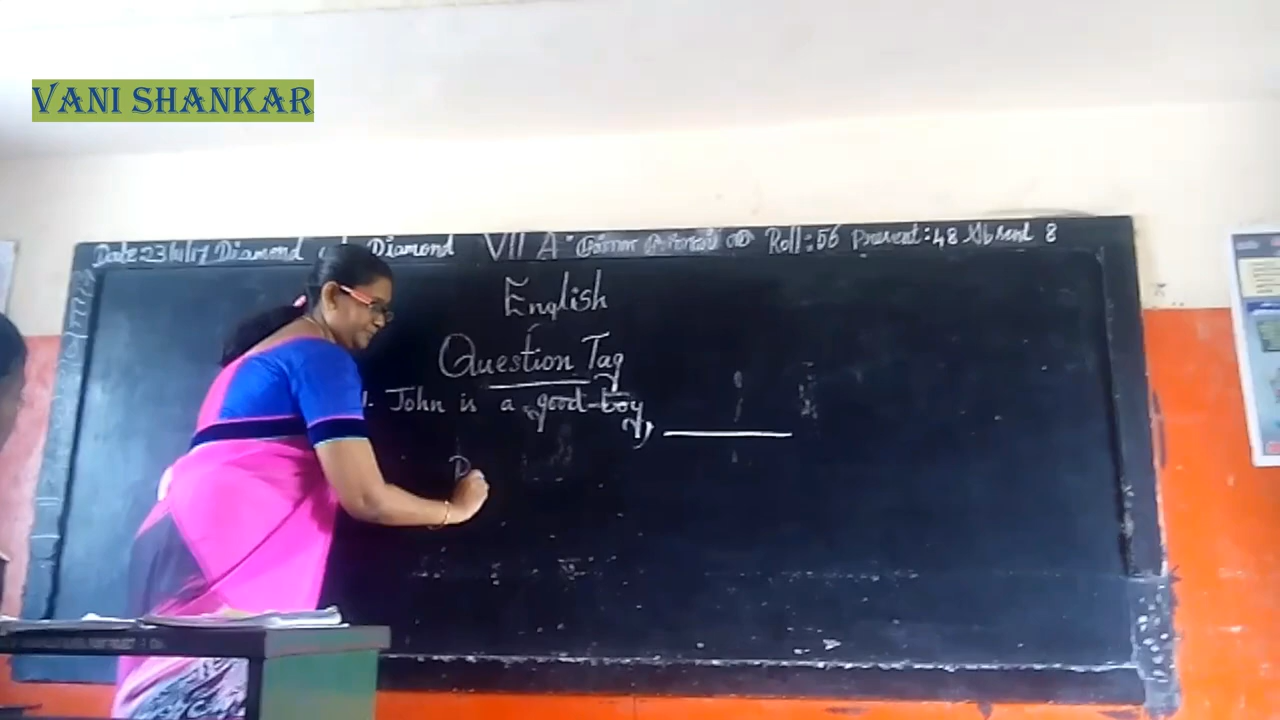 VANI SHANKAR
Date:23/11/17 Diamond Diamond VII A Roll:56 Present:48 Absent 8
English
Question Tag
1. John is a good boy, ______
P